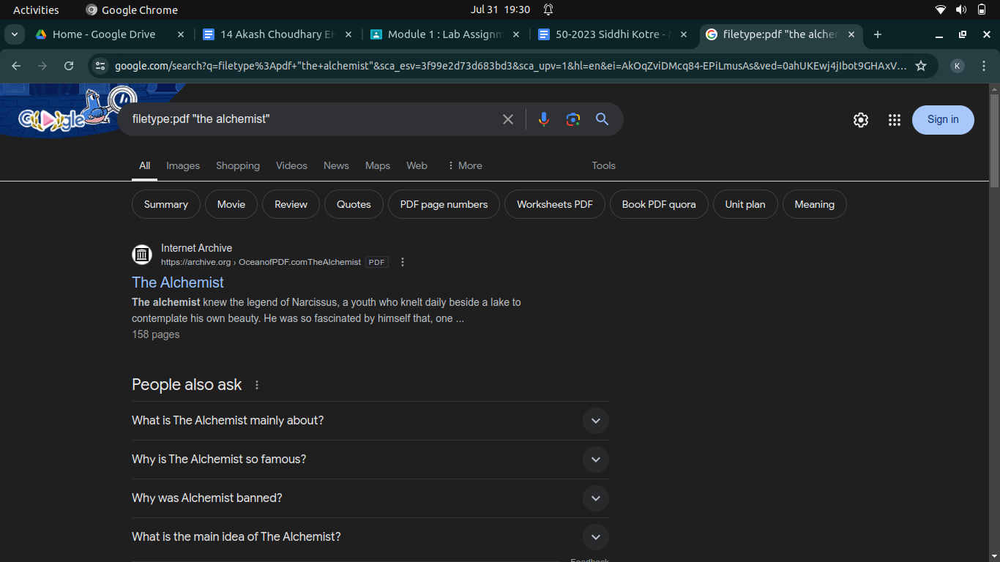 Activities Google Chrome Jul 31 19:30
Home - Google Drive 14 Akash Choudhary EH Module 1 : Lab Assignm 50-2023 Siddhi Kotre - filetype:pdf "the alchem
google.com/search?q=filetype%3Apdf+"the+alchemist"&sca_esv=3f99e2d73d683bd3&sca_upv=1&hl=en&ei=AkOqZviDMcq84-EPiLmusAs&ved=0ahUKEwj4jIbot9GHAxV... K
Google filetype:pdf "the alchemist" Sign in
All Images Shopping Videos News Maps Web More Tools
Summary Movie Review Quotes PDF page numbers Worksheets PDF Book PDF quora Unit plan Meaning
Internet Archive
https://archive.org › OceanofPDF.comTheAlchemist PDF
The Alchemist
The alchemist knew the legend of Narcissus, a youth who knelt daily beside a lake to
contemplate his own beauty. He was so fascinated by himself that, one ...
158 pages
People also ask
What is The Alchemist mainly about?
Why is The Alchemist so famous?
Why was Alchemist banned?
What is the main idea of The Alchemist?
Feedback